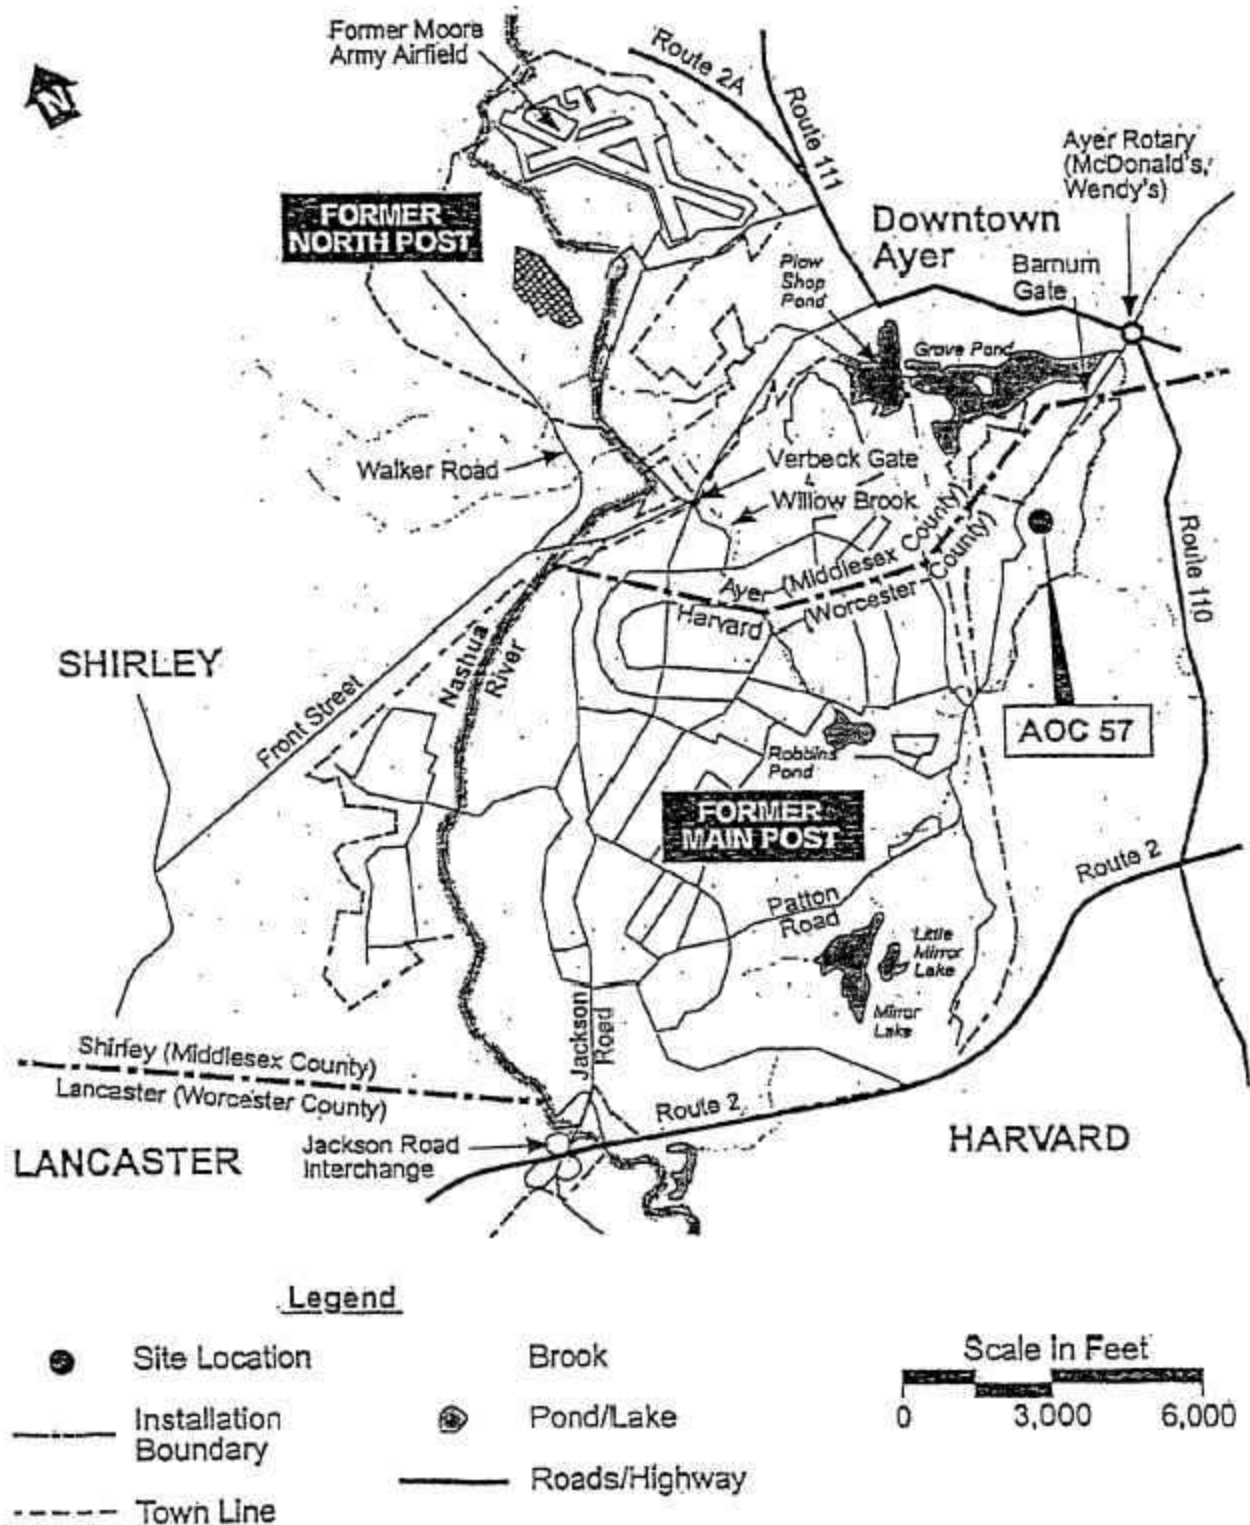 Former Moore
Army Airfield
Route 2A
Route 111
N
Ayer Rotary
(McDonald's,
Wendy's)
FORMER
NORTH POST
Downtown
Ayer
Plow
Shop
Pond
Barnum
Gate
Grove Pond
Walker Road
Verbeck Gate
Willow Brook
Ayer (Middlesex County)
Harvard (Worcester County)
Route 110
Nashua
River
SHIRLEY
Front Street
AOC 57
Robbins
Pond
FORMER
MAIN POST
Route 2
Patton
Road
Little
Mirror
Lake
Mirror
Lake
Jackson
Road
Shirley (Middlesex County)
Lancaster (Worcester County)
Route 2
LANCASTER
Jackson Road
Interchange
HARVARD
Legend
Site Location
Brook
Scale in Feet
0 3,000 6,000
Installation
Boundary
Pond/Lake
Roads/Highway
Town Line